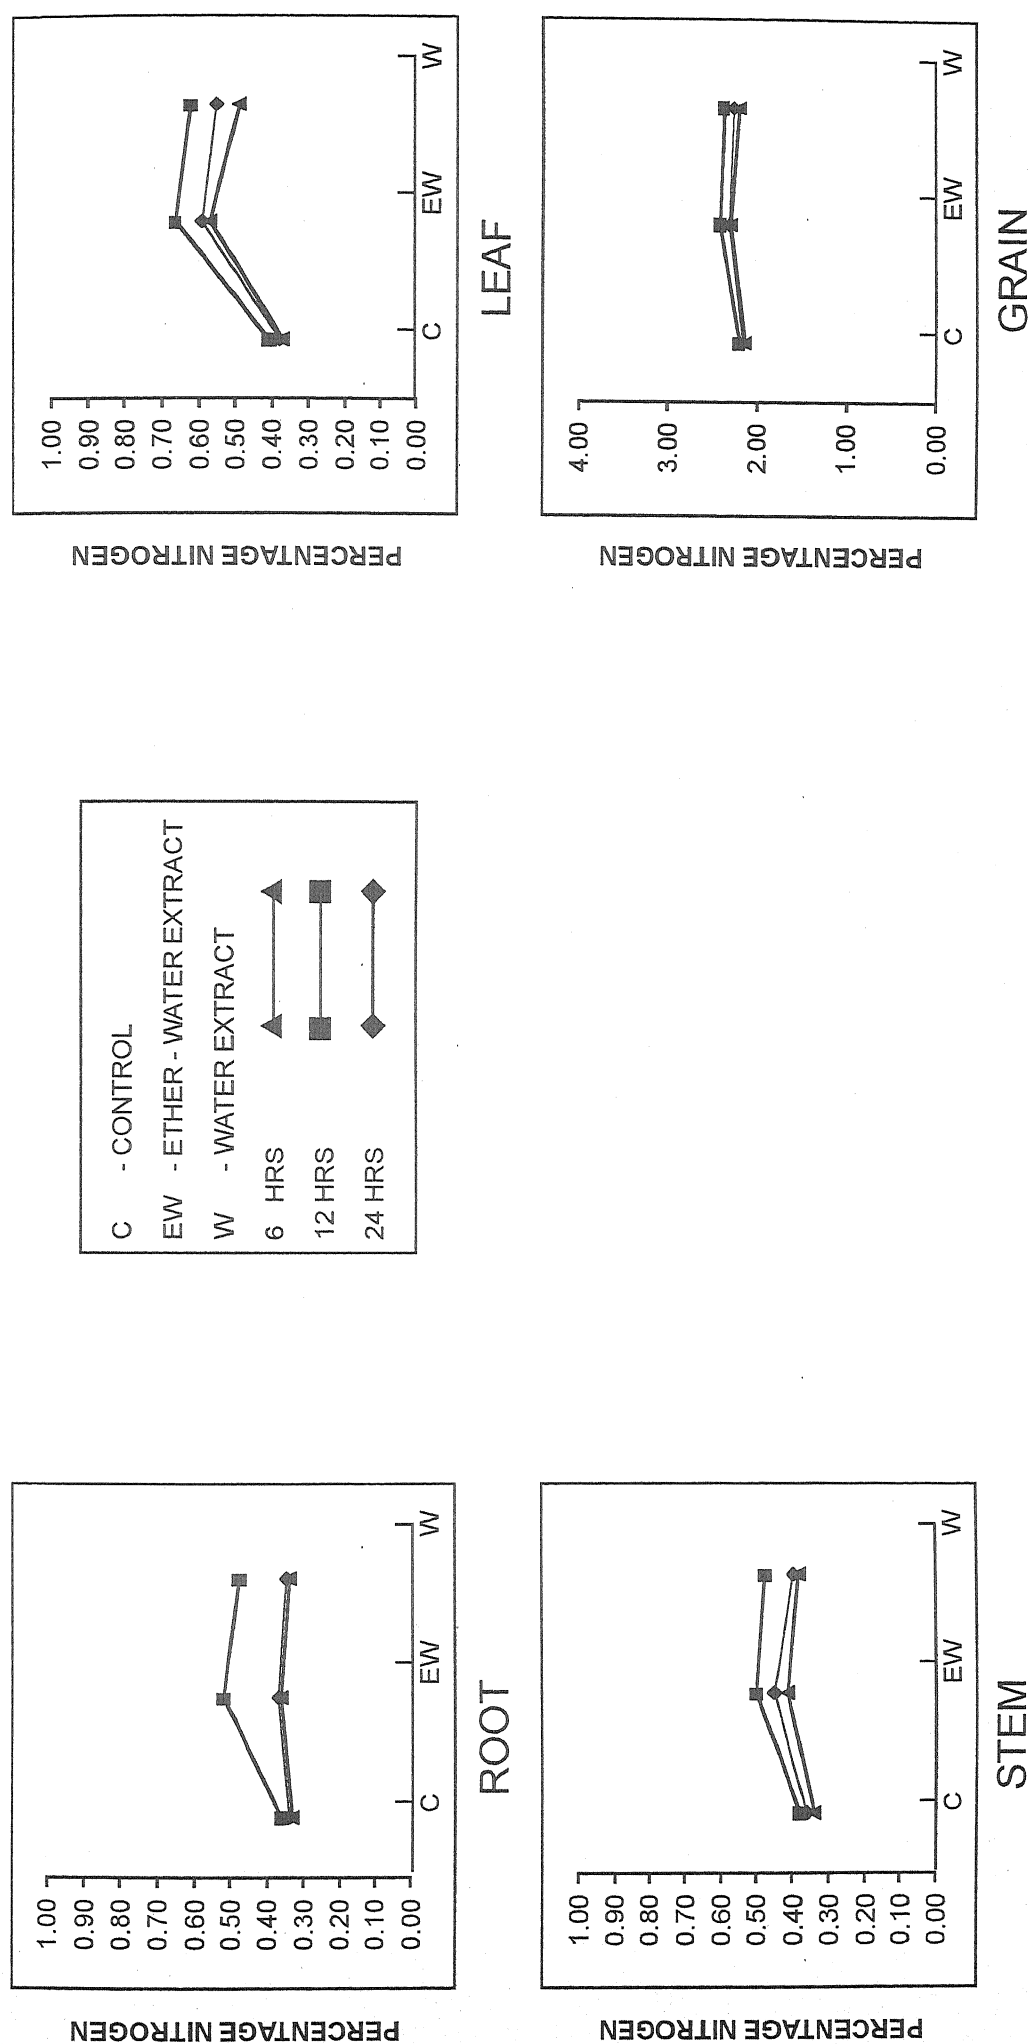 PERCENTAGE NITROGEN
1.00
0.90
0.80
0.70
0.60
0.50
0.40
0.30
0.20
0.10
0.00
C EW W
ROOT
C - CONTROL
EW - ETHER - WATER EXTRACT
W - WATER EXTRACT
6 HRS
12 HRS
24 HRS
PERCENTAGE NITROGEN
1.00
0.90
0.80
0.70
0.60
0.50
0.40
0.30
0.20
0.10
0.00
C EW W
LEAF
PERCENTAGE NITROGEN
1.00
0.90
0.80
0.70
0.60
0.50
0.40
0.30
0.20
0.10
0.00
C EW W
STEM
PERCENTAGE NITROGEN
4.00
3.00
2.00
1.00
0.00
C EW W
GRAIN